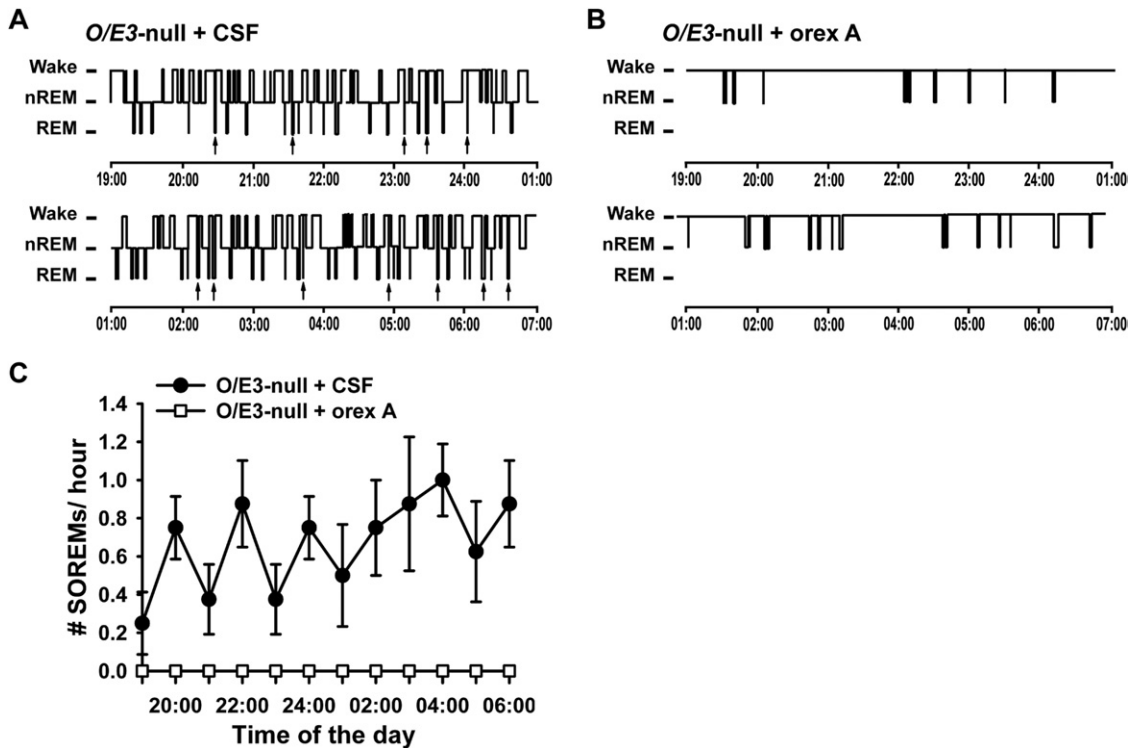 A
O/E3-null + CSF
Wake
nREM
REM
19:00 20:00 21:00 22:00 23:00 24:00 01:00
Wake
nREM
REM
01:00 02:00 03:00 04:00 05:00 06:00 07:00
B
O/E3-null + orex A
Wake
nREM
REM
19:00 20:00 21:00 22:00 23:00 24:00 01:00
Wake
nREM
REM
01:00 02:00 03:00 04:00 05:00 06:00 07:00
C
O/E3-null + CSF
O/E3-null + orex A
# SOREMs/ hour
1.4
1.2
1.0
0.8
0.6
0.4
0.2
0.0
20:00 22:00 24:00 02:00 04:00 06:00
Time of the day